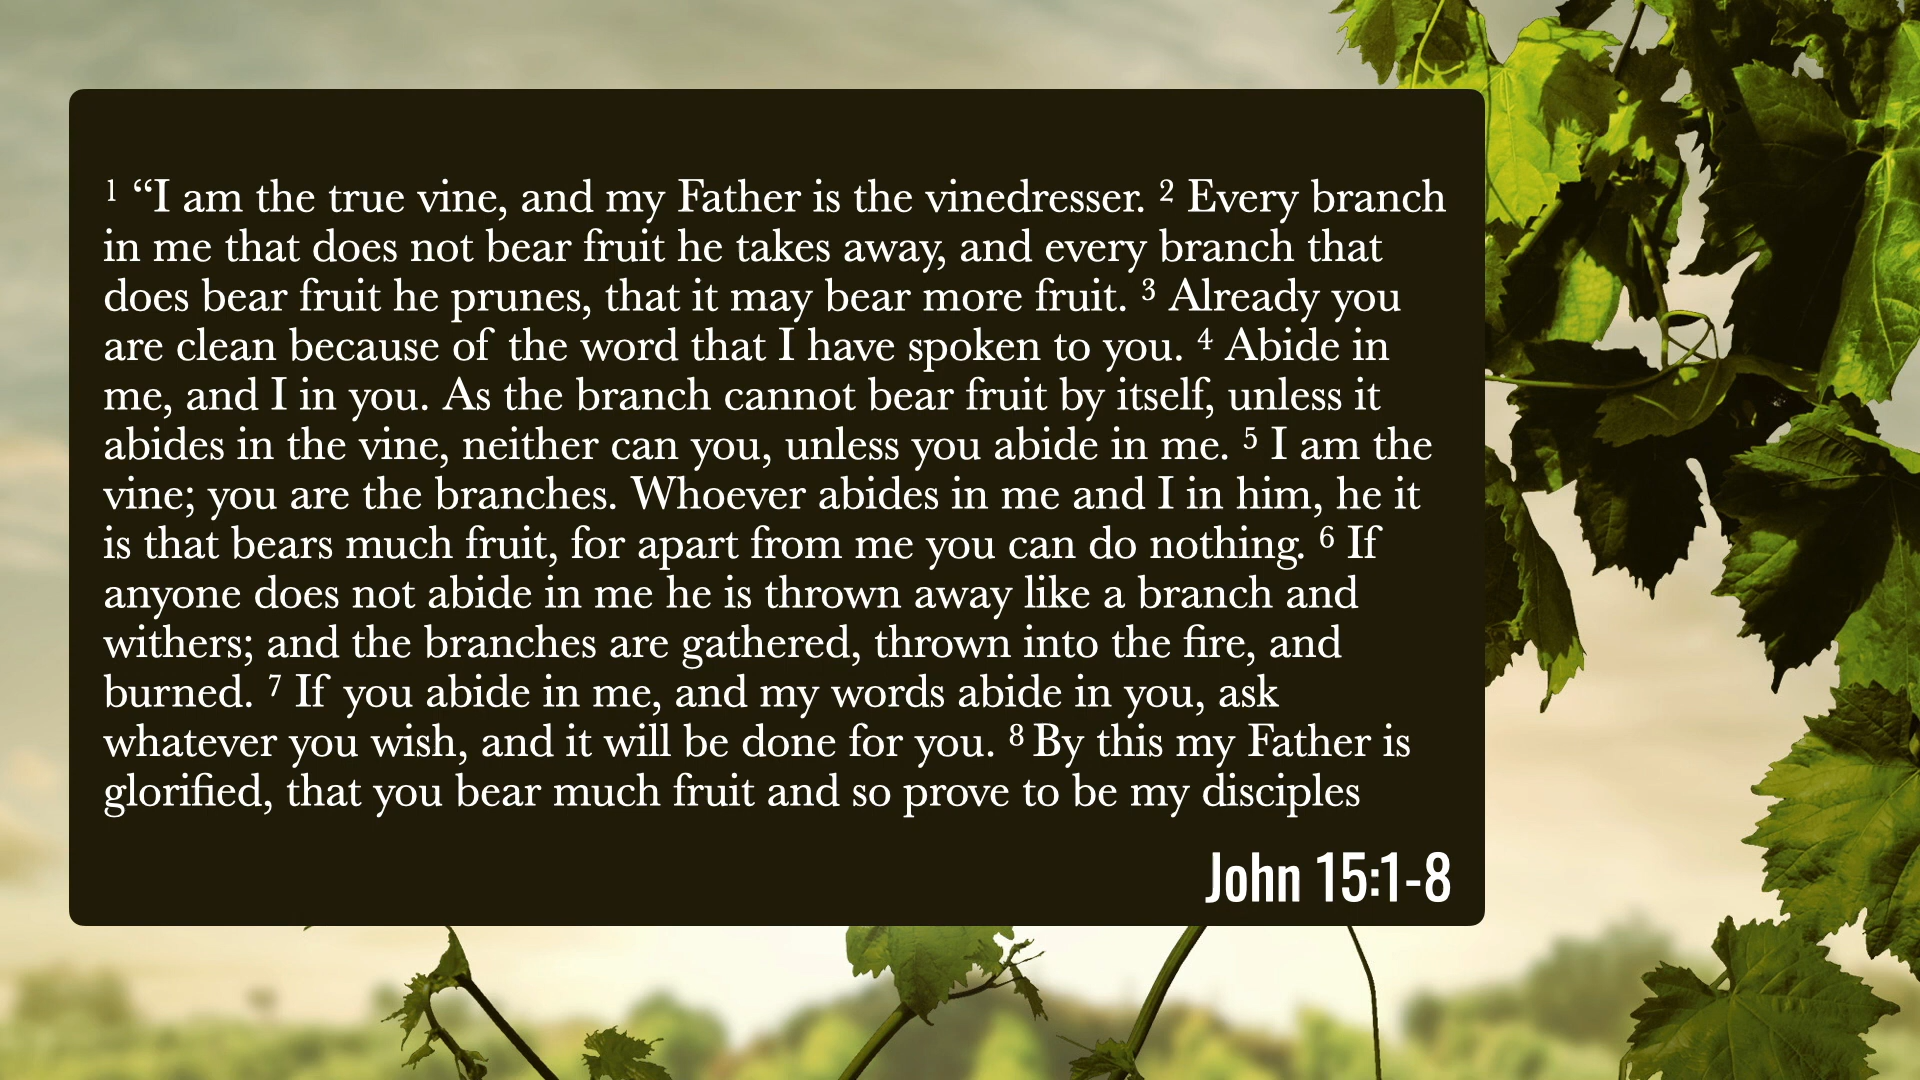 1 “I am the true vine, and my Father is the vinedresser. 2 Every branch
in me that does not bear fruit he takes away, and every branch that
does bear fruit he prunes, that it may bear more fruit. 3 Already you
are clean because of the word that I have spoken to you. 4 Abide in
me, and I in you. As the branch cannot bear fruit by itself, unless it
abides in the vine, neither can you, unless you abide in me. 5 I am the
vine; you are the branches. Whoever abides in me and I in him, he it
is that bears much fruit, for apart from me you can do nothing. 6 If
anyone does not abide in me he is thrown away like a branch and
withers; and the branches are gathered, thrown into the fire, and
burned. 7 If you abide in me, and my words abide in you, ask
whatever you wish, and it will be done for you. 8 By this my Father is
glorified, that you bear much fruit and so prove to be my disciples
John 15:1-8